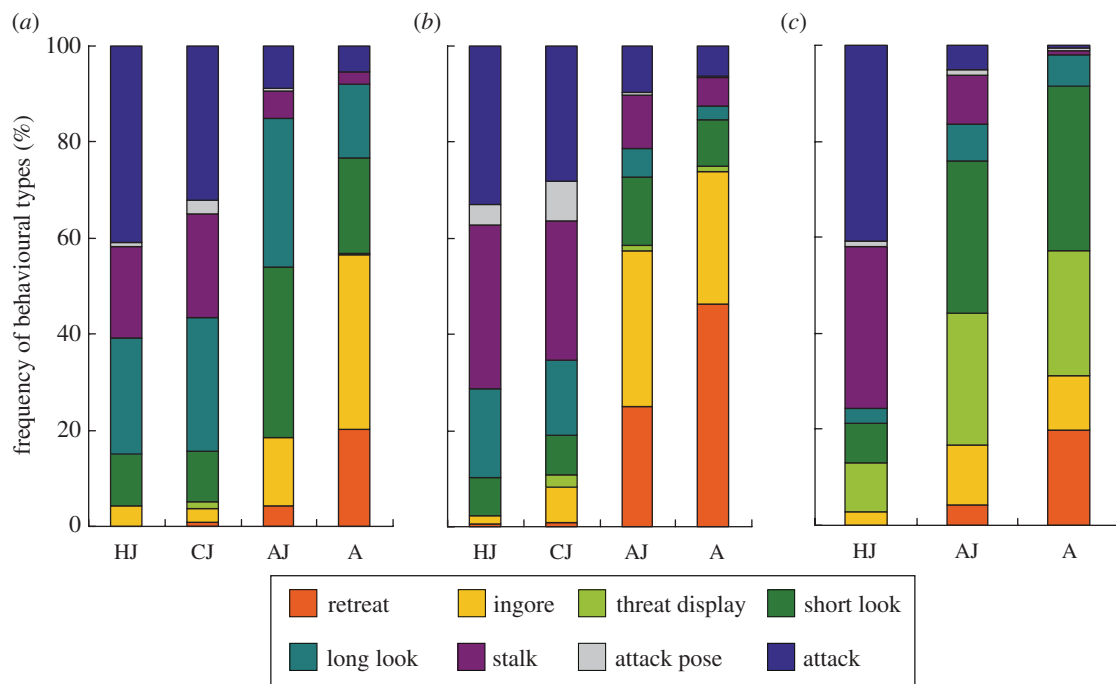 (a) (b) (c)
frequency of behavioural types (%)
100
80
60
40
20
0
HJ CJ AJ A
HJ CJ AJ A
HJ AJ A
retreat ingore threat display short look
long look stalk attack pose attack